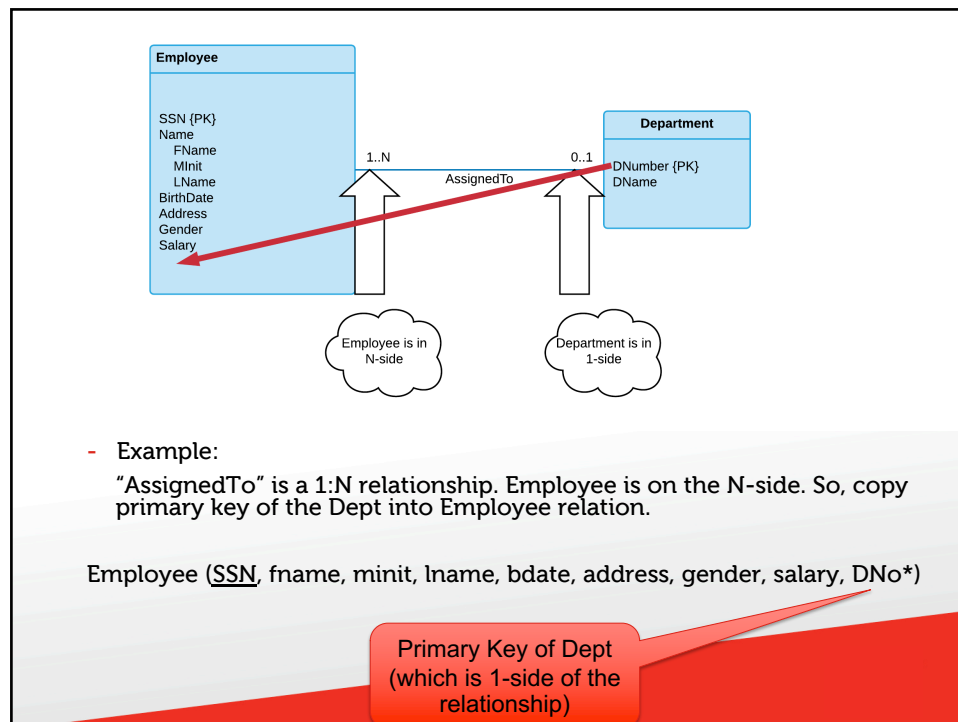 Employee
SSN {PK}
Name
FName
MInit
LName
BirthDate
Address
Gender
Salary
1..N
AssignedTo
0..1
Department
DNumber {PK}
DName
Employee is in
N-side
Department is in
1-side
- Example:
“AssignedTo” is a 1:N relationship. Employee is on the N-side. So, copy
primary key of the Dept into Employee relation.
Employee (SSN, fname, minit, lname, bdate, address, gender, salary, DNo*)
Primary Key of Dept
(which is 1-side of the
relationship)